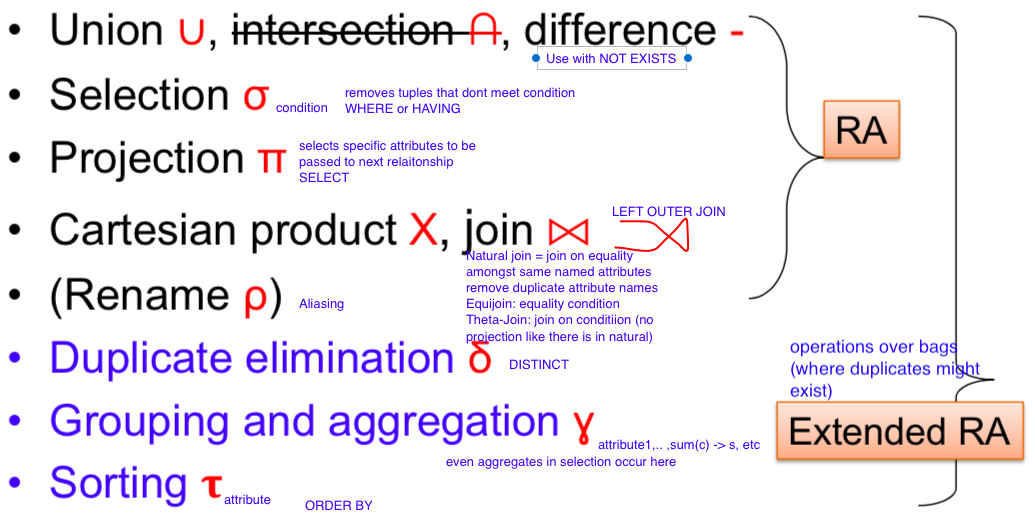 • Union ∪, intersection ∩, difference -
Use with NOT EXISTS
• Selection σ condition
removes tuples that dont meet condition
WHERE or HAVING
• Projection π
selects specific attributes to be
passed to next relaitonship
SELECT
• Cartesian product X, join ⋈
LEFT OUTER JOIN
Natural join = join on equality
amongst same named attributes
remove duplicate attribute names
Equijoin: equality condition
Theta-Join: join on conditiion (no
projection like there is in natural)
• (Rename ρ) Aliasing
RA
• Duplicate elimination δ DISTINCT
operations over bags
(where duplicates might
exist)
• Grouping and aggregation ɣ
attribute1,.. ,sum(c) -> s, etc
even aggregates in selection occur here
Extended RA
• Sorting τ attribute
ORDER BY